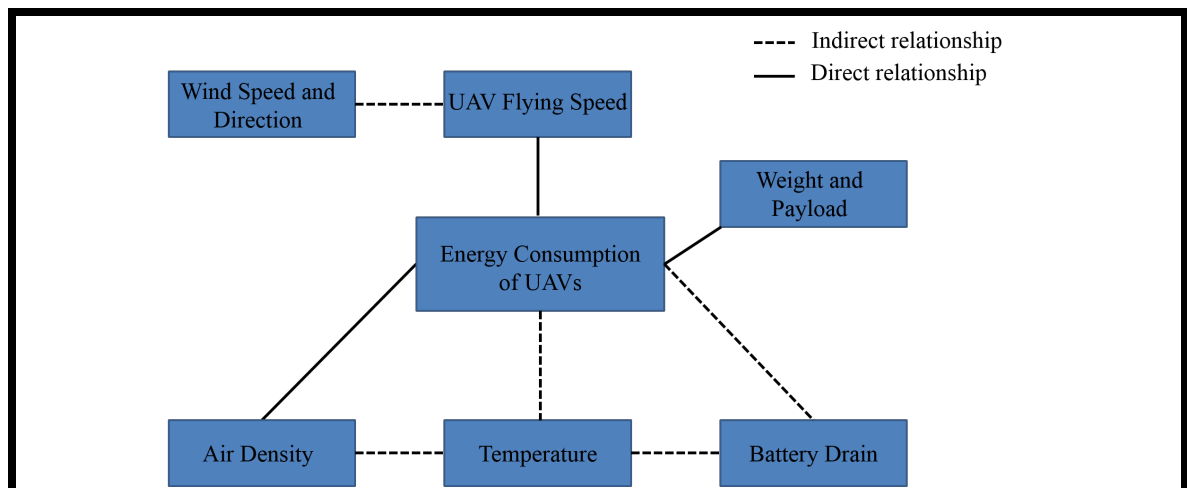 Indirect relationship
Direct relationship
Wind Speed and
Direction
UAV Flying Speed
Weight and
Payload
Energy Consumption
of UAVs
Air Density
Temperature
Battery Drain